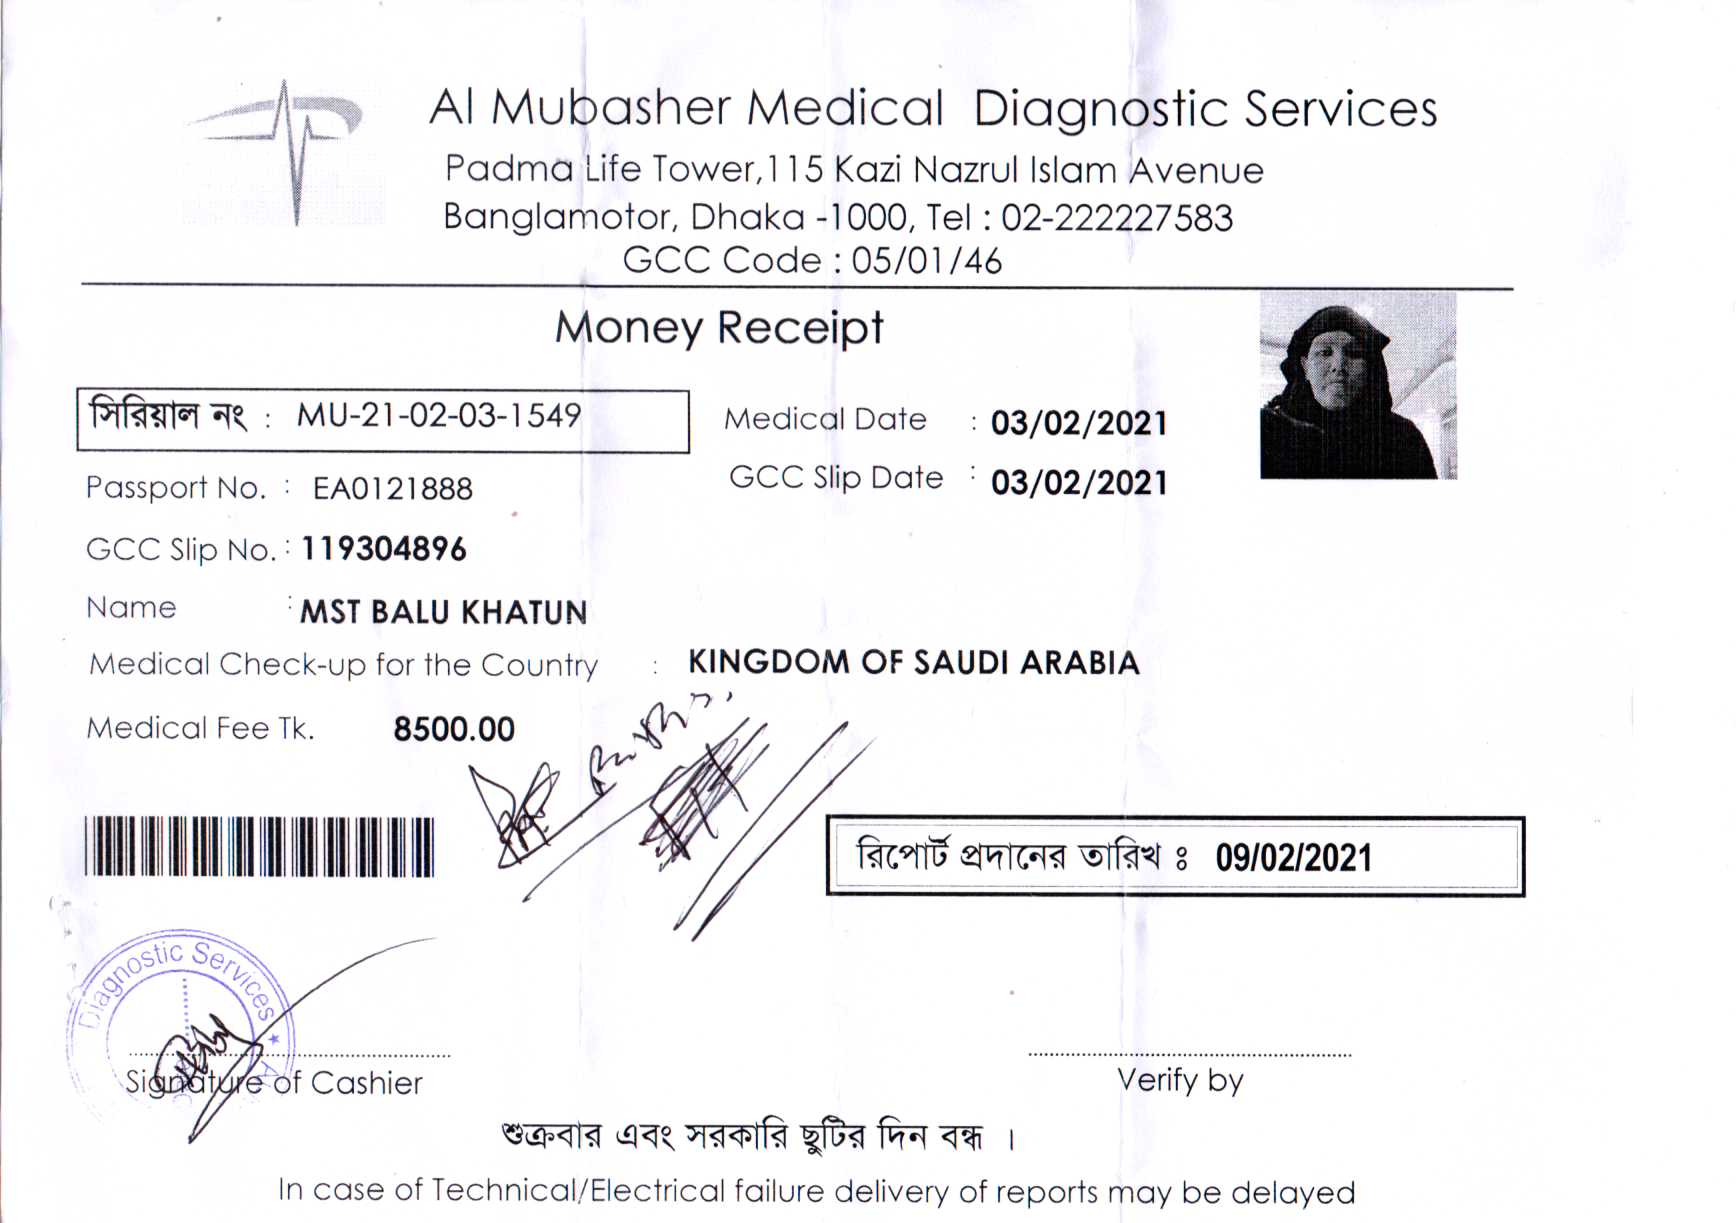 Al Mubasher Medical Diagnostic Services
Padma Life Tower,115 Kazi Nazrul Islam Avenue
Banglamotor, Dhaka -1000, Tel : 02-222227583
GCC Code : 05/01/46
Money Receipt
সিরিয়াল নং : MU-21-02-03-1549
Medical Date : 03/02/2021
Passport No. : EA0121888
GCC Slip Date : 03/02/2021
GCC Slip No. : 119304896
Name : MST BALU KHATUN
Medical Check-up for the Country : KINGDOM OF SAUDI ARABIA
Medical Fee Tk. 8500.00
রিপোর্ট প্রদানের তারিখ ঃ 09/02/2021
Diagnostic Services
Signature of Cashier
Verify by
শুক্রবার এবং সরকারি ছুটির দিন বন্ধ ।
In case of Technical/Electrical failure delivery of reports may be delayed